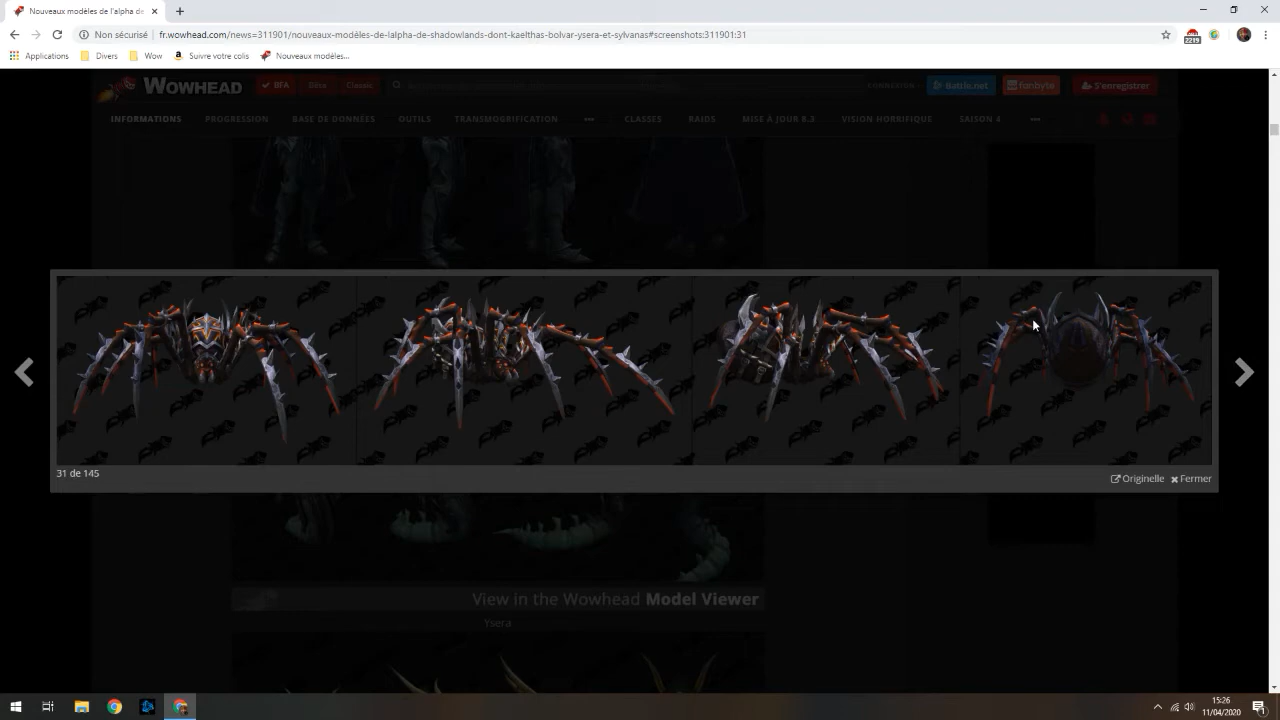 Nouveaux modèles de l'alpha de
Non sécurisé
fr.wowhead.com/news=311901/nouveaux-modèles-de-lalpha-de-shadowlands-dont-kaelthas-bolvar-ysera-et-sylvanas#screenshots:311901:31
2219
Applications Divers Wow Suivre votre colis Nouveaux modèles...
WOWHEAD BFA Classic CONNEXION Battle.net fanbyte S'enregistrer
INFORMATIONS PROGRESSION BASE DE DONNÉES OUTILS TRANSMOGRIFICATION ••• CLASSES RAIDS MISE À JOUR 8.3 VISION HORRIFIQUE SAISON 4 •••
31 de 145
Originelle Fermer
View in the Wowhead Model Viewer
Ysera
15:26
11/04/2020